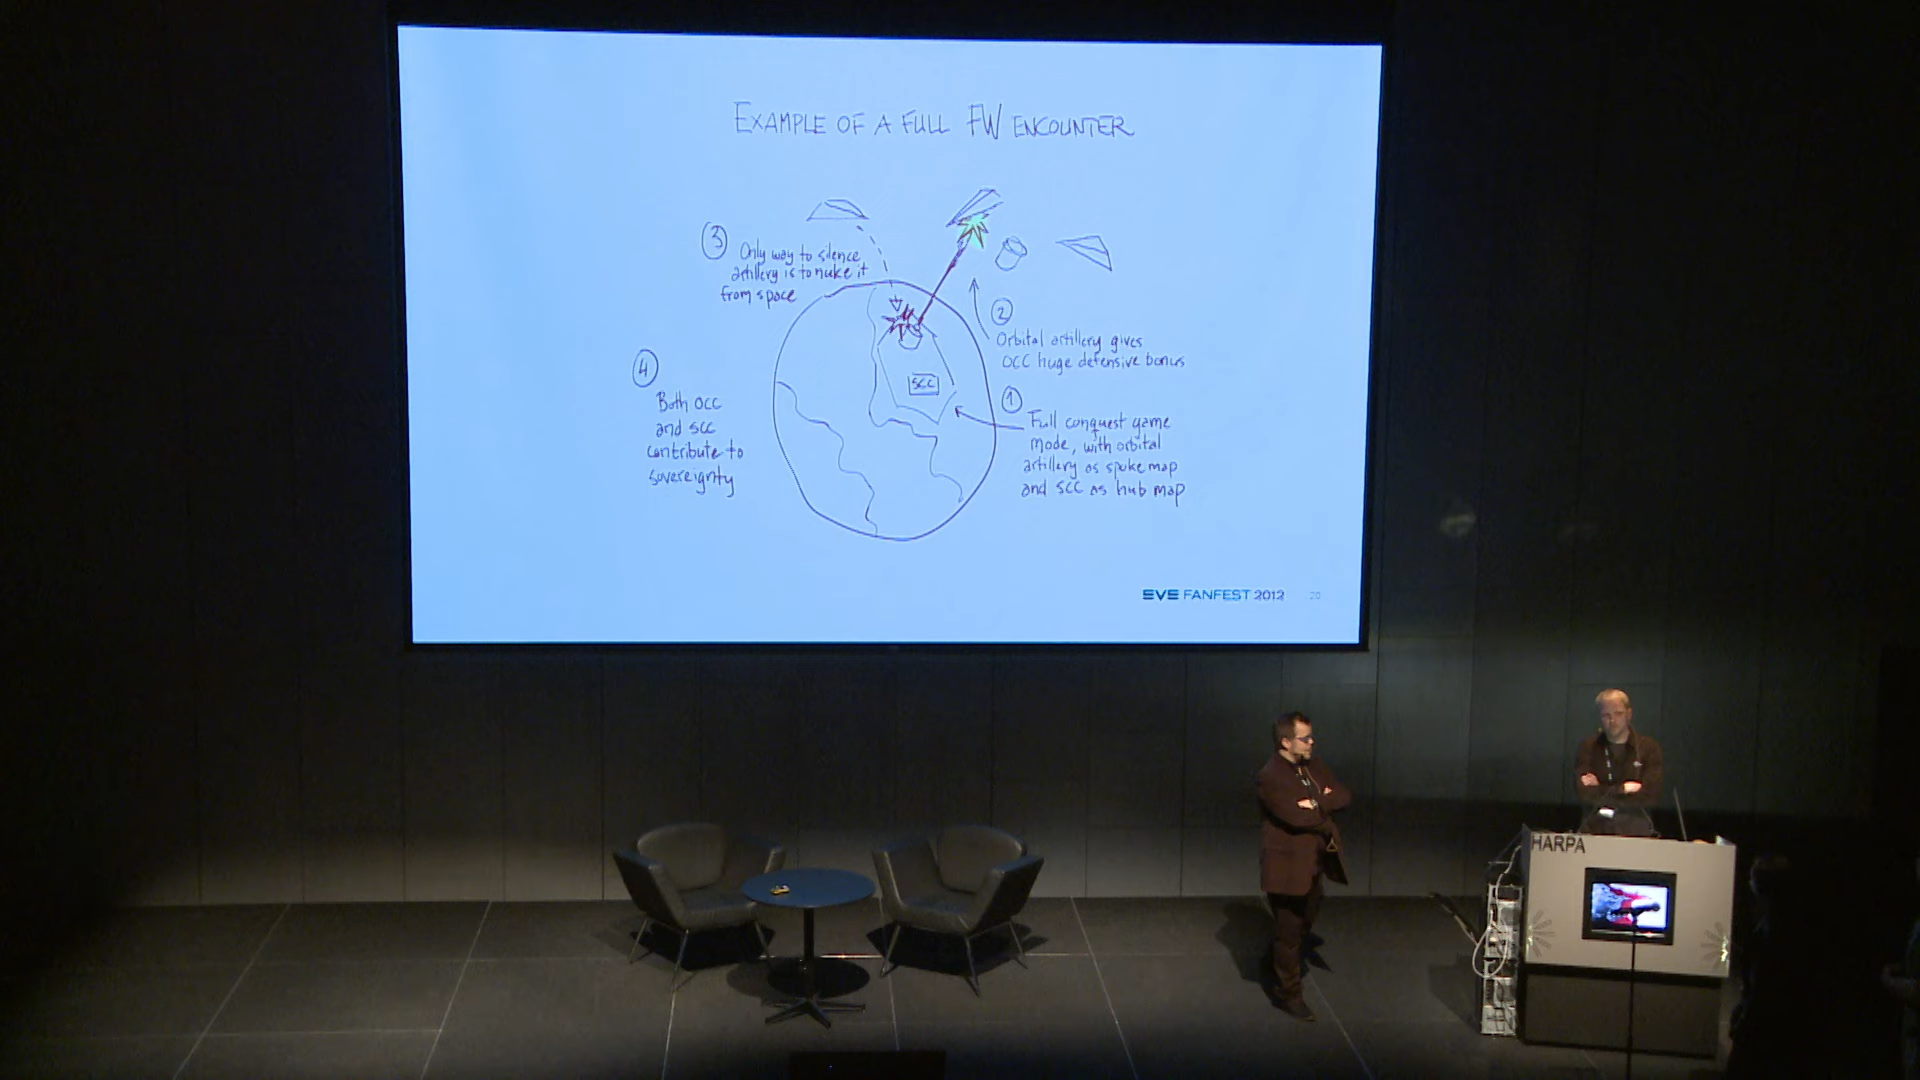 EXAMPLE OF A FULL FW ENCOUNTER
3
Only way to silence
artillery is to nuke it
from space
2
Orbital artillery gives
OCC huge defensive bonus
4
Both OCC
and SCC
contribute to
sovereignty
SCC
1
Full conquest game
mode, with orbital
artillery as spoke map
and SCC as hub map
EVE FANFEST 2012
20
HARPA